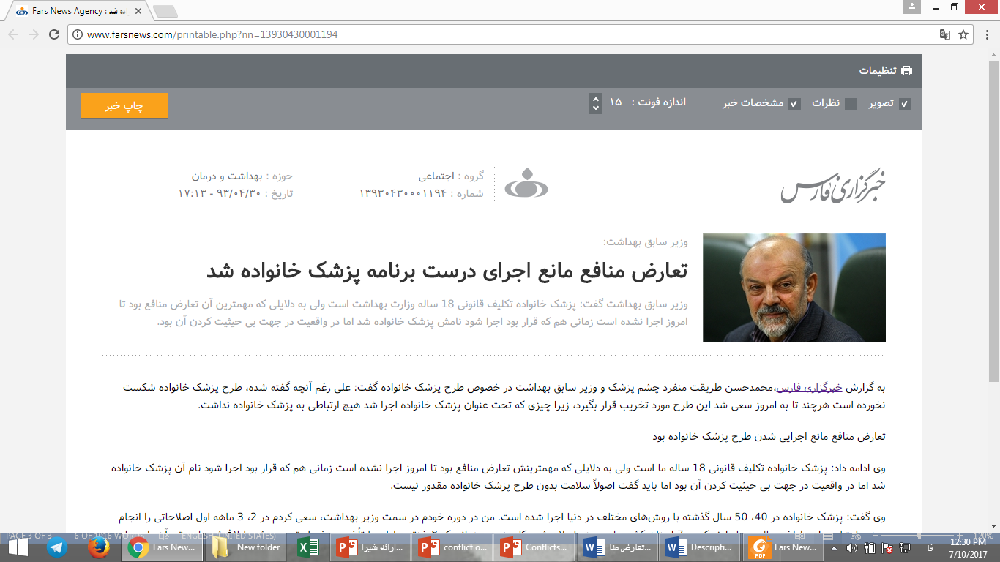 Fars News Agency :
www.farsnews.com/printable.php?nn=13930430001194
تنظیمات
تصویر نظرات مشخصات خبر اندازه فونت : ۱۵ چاپ خبر
خبرگزاری فارس
گروه : اجتماعی
حوزه : بهداشت و درمان
شماره : ۱۳۹۳۰۴۳۰۰۰۱۱۹۴
تاریخ : ۹۳/۰۴/۳۰ - ۱۷:۱۳
وزیر سابق بهداشت:
تعارض منافع مانع اجرای درست برنامه پزشک خانواده شد
وزیر سابق بهداشت گفت: پزشک خانواده تکلیف قانونی 18 ساله وزارت بهداشت است ولی به دلایلی که مهمترین آن تعارض منافع بود تا
امروز اجرا نشده است زمانی هم که قرار بود اجرا شود نامش پزشک خانواده شد اما در واقعیت در جهت بی حیثیت کردن آن بود.
به گزارش خبرگزاری فارس،محمدحسن طریقت منفرد چشم پزشک و وزیر سابق بهداشت در خصوص طرح پزشک خانواده گفت: علی رغم آنچه گفته شده، طرح پزشک خانواده شکست
نخورده است هرچند تا به امروز سعی شد این طرح مورد تخریب قرار بگیرد، زیرا چیزی که تحت عنوان پزشک خانواده اجرا شد هیچ ارتباطی به پزشک خانواده نداشت.
تعارض منافع مانع اجرایی شدن طرح پزشک خانواده بود
وی ادامه داد: پزشک خانواده تکلیف قانونی 18 ساله ما است ولی به دلایلی که مهمترینش تعارض منافع بود تا امروز اجرا نشده است زمانی هم که قرار بود اجرا شود نام آن پزشک خانواده
شد اما در واقعیت در جهت بی حیثیت کردن آن بود اما باید گفت اصولاً سلامت بدون طرح پزشک خانواده مقدور نیست.
وی گفت: پزشک خانواده در 40، 50 سال گذشته با روش‌های مختلف در دنیا اجرا شده است. من در دوره خودم در سمت وزیر بهداشت، سعی کردم در 2، 3 ماهه اول اصلاحاتی را انجام
PAGE 3 OF 3 6 OF 1016 WORDS ENGLISH (UNITED STATES) 120%
Fars New... New folder ارائه شیرا... conflict o... Conflicts... تعارض منا... Descripti... PDF Fars New... فا 12:30 PM
7/10/2017